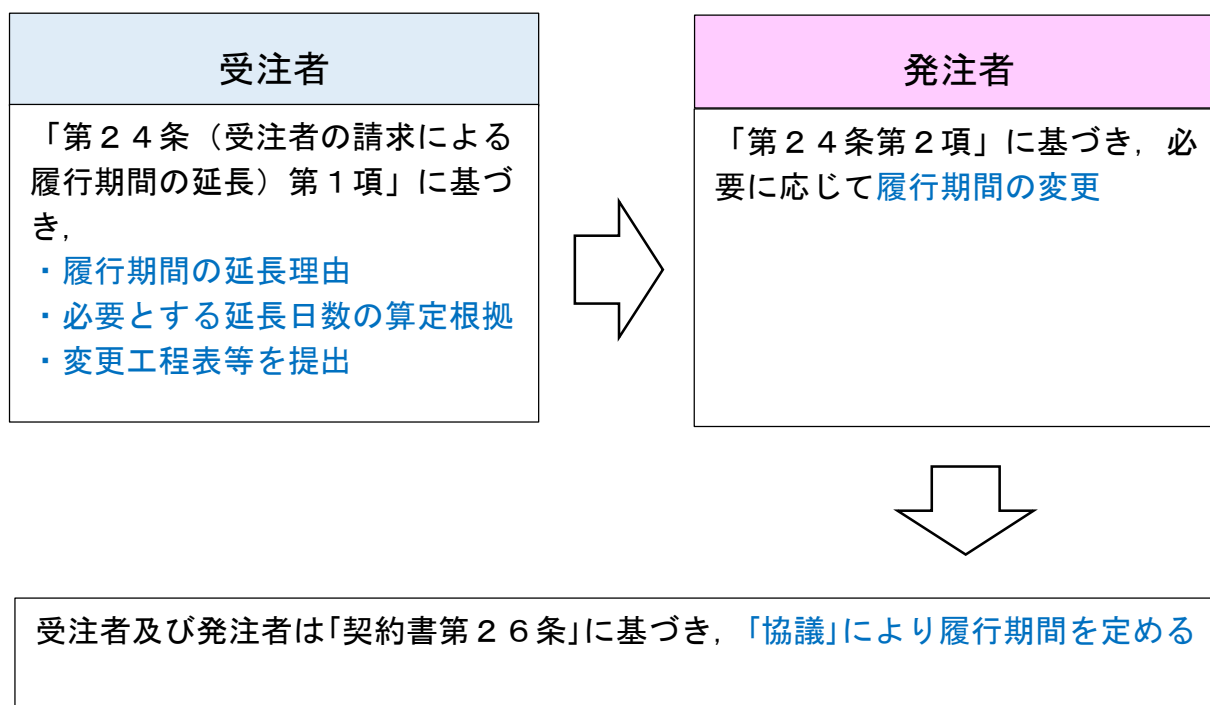 受注者
「第２４条（受注者の請求による
履行期間の延長）第１項」に基づ
き，
・履行期間の延長理由
・必要とする延長日数の算定根拠
・変更工程表等を提出
発注者
「第２４条第２項」に基づき，必
要に応じて履行期間の変更
受注者及び発注者は｢契約書第２６条｣に基づき，｢協議｣により履行期間を定める